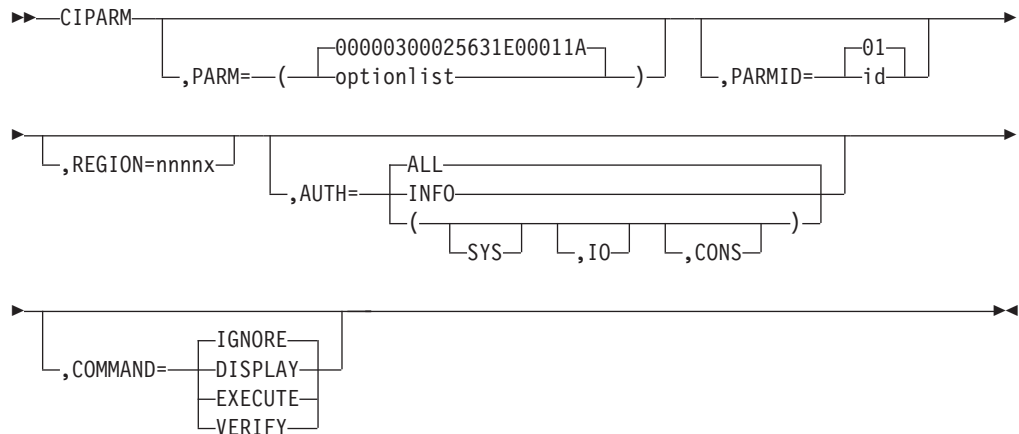 CIPARM
00000300025631E00011A
01
,PARM=(optionlist)
,PARMID=id
,REGION=nnnnx
ALL
,AUTH=INFO
(SYS,IO,CONS)
IGNORE
,COMMAND=DISPLAY
EXECUTE
VERIFY